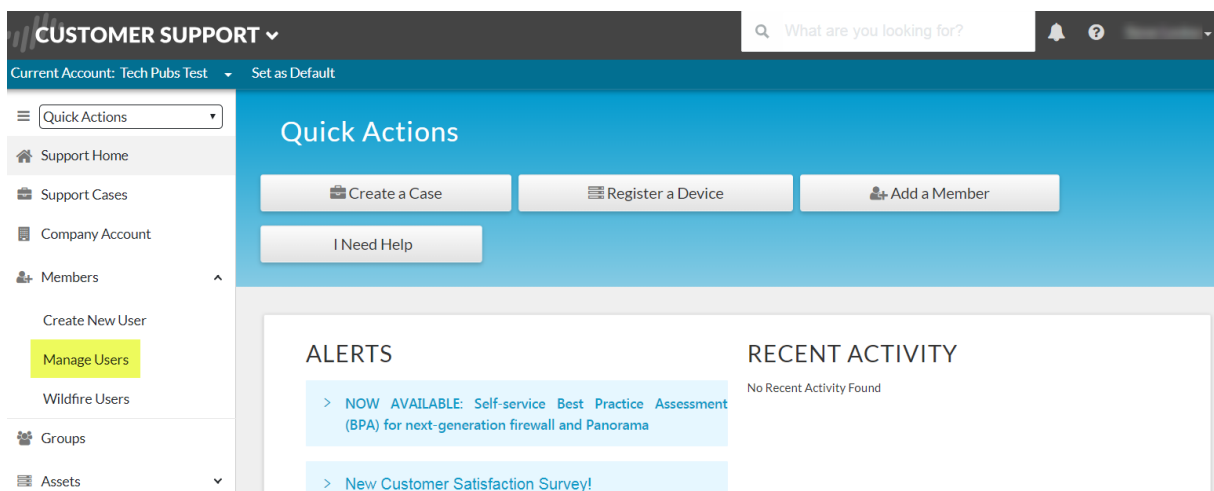 CUSTOMER SUPPORT
What are you looking for?
Current Account: Tech Pubs Test
Set as Default
Quick Actions
Support Home
Support Cases
Company Account
Members
Create New User
Manage Users
Wildfire Users
Groups
Assets
Quick Actions
Create a Case
Register a Device
Add a Member
I Need Help
ALERTS
> NOW AVAILABLE: Self-service Best Practice Assessment
(BPA) for next-generation firewall and Panorama
> New Customer Satisfaction Survey!
RECENT ACTIVITY
No Recent Activity Found